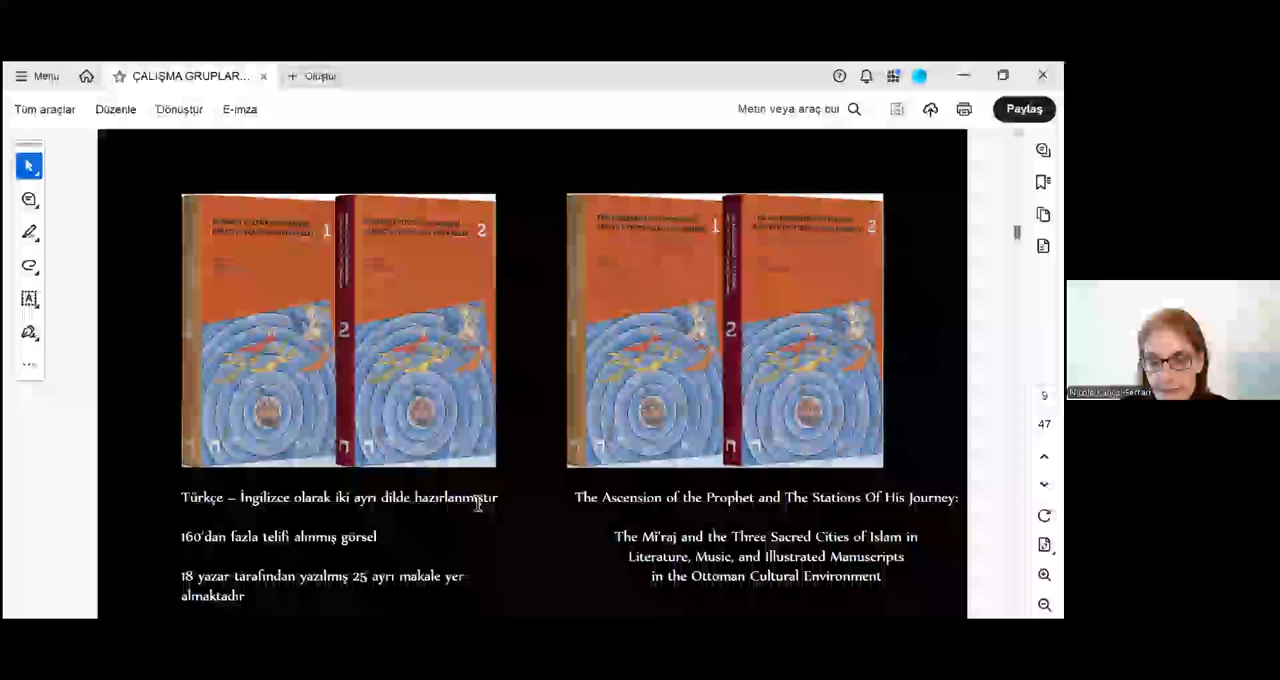 Menu
ÇALIŞMA GRUPLAR...
Oluştur
Tüm araçlar
Düzenle
Dönüştür
E-imza
Metin veya araç bul
Paylaş
1
2
2
1
2
2
Türkçe – İngilizce olarak iki ayrı dilde hazırlanmıştır
160'dan fazla telifi alınmış görsel
18 yazar tarafından yazılmış 25 ayrı makale yer
almaktadır
The Ascension of the Prophet and The Stations Of His Journey:
The Mi'raj and the Three Sacred Cities of Islam in
Literature, Music, and Illustrated Manuscripts
in the Ottoman Cultural Environment
9
47
Nicole Kançal-Ferrari